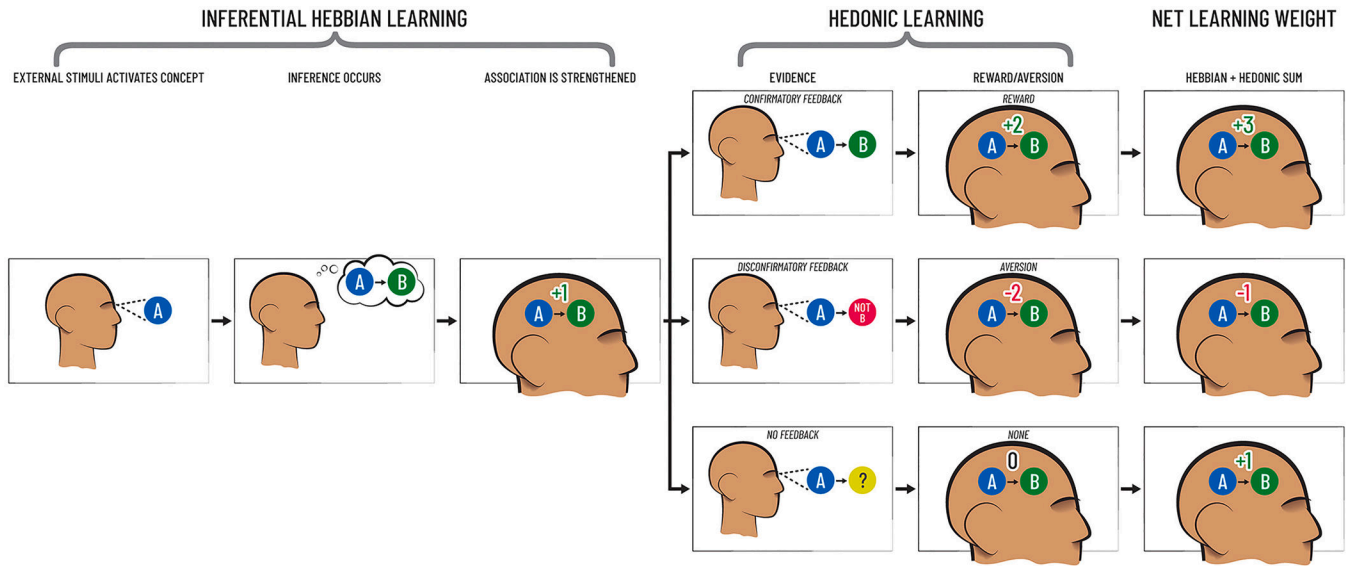 INFERENTIAL HEBBIAN LEARNING
HEDONIC LEARNING
NET LEARNING WEIGHT
EXTERNAL STIMULI ACTIVATES CONCEPT
INFERENCE OCCURS
ASSOCIATION IS STRENGTHENED
EVIDENCE
REWARD/AVERSION
HEBBIAN + HEDONIC SUM
CONFIRMATORY FEEDBACK
A B
REWARD
+2
A B
+3
A B
A
A B
+1
A B
DISCONFIRMATORY FEEDBACK
A NOT
B
AVERSION
-2
A B
-1
A B
NO FEEDBACK
A ?
NONE
0
A B
+1
A B